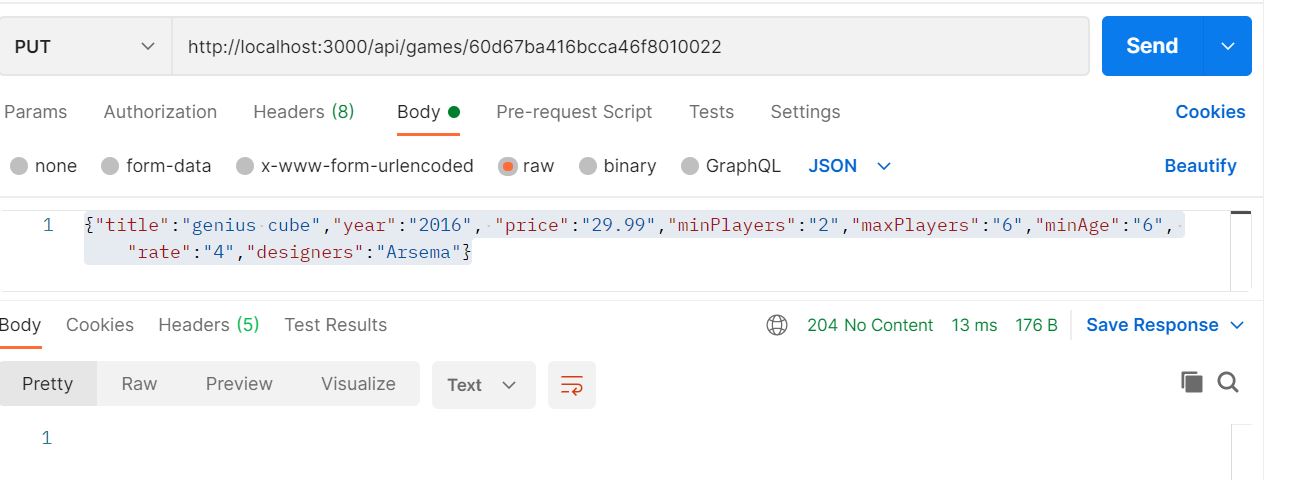 PUT http://localhost:3000/api/games/60d67ba416bcca46f8010022 Send
Params Authorization Headers (8) Body Pre-request Script Tests Settings Cookies
none form-data x-www-form-urlencoded raw binary GraphQL JSON Beautify
1 {"title":"genius cube","year":"2016", "price":"29.99","minPlayers":"2","maxPlayers":"6","minAge":"6",
"rate":"4","designers":"Arsema"}
Body Cookies Headers (5) Test Results 204 No Content 13 ms 176 B Save Response
Pretty Raw Preview Visualize Text
1